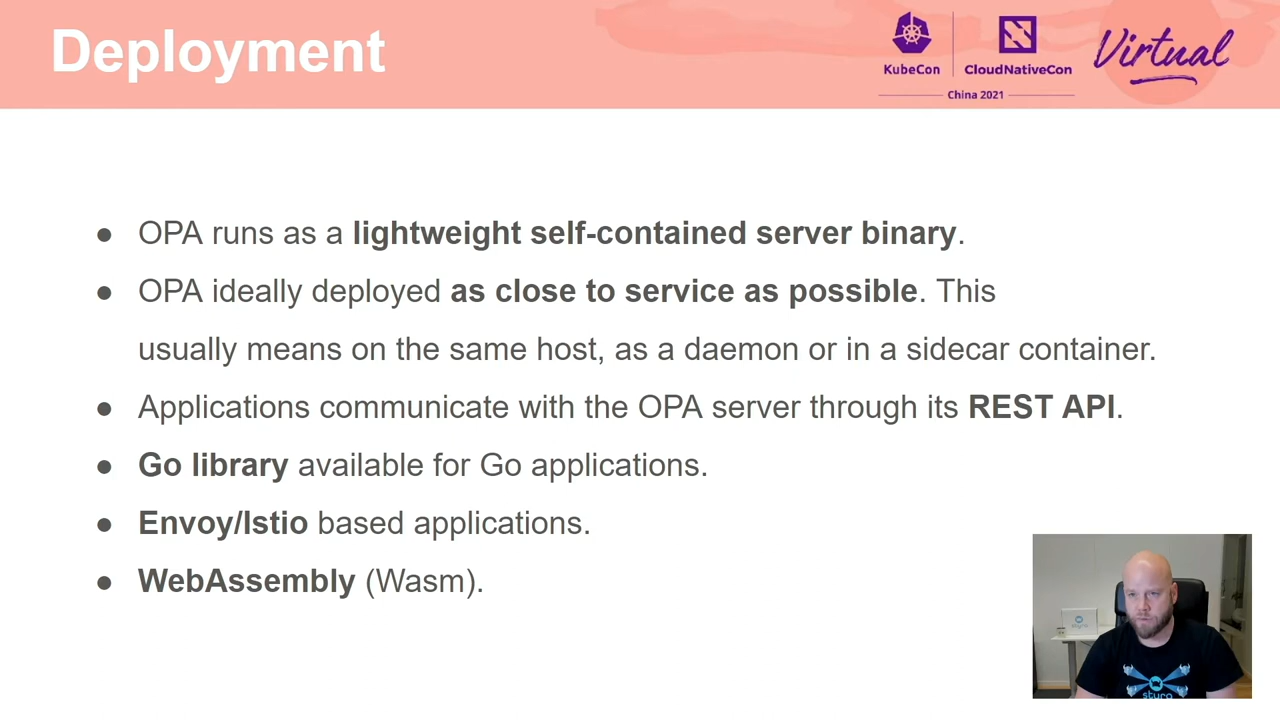 Deployment
KubeCon
CloudNativeCon
China 2021
Virtual
● OPA runs as a lightweight self-contained server binary.
● OPA ideally deployed as close to service as possible. This
usually means on the same host, as a daemon or in a sidecar container.
● Applications communicate with the OPA server through its REST API.
● Go library available for Go applications.
● Envoy/Istio based applications.
● WebAssembly (Wasm).
styra